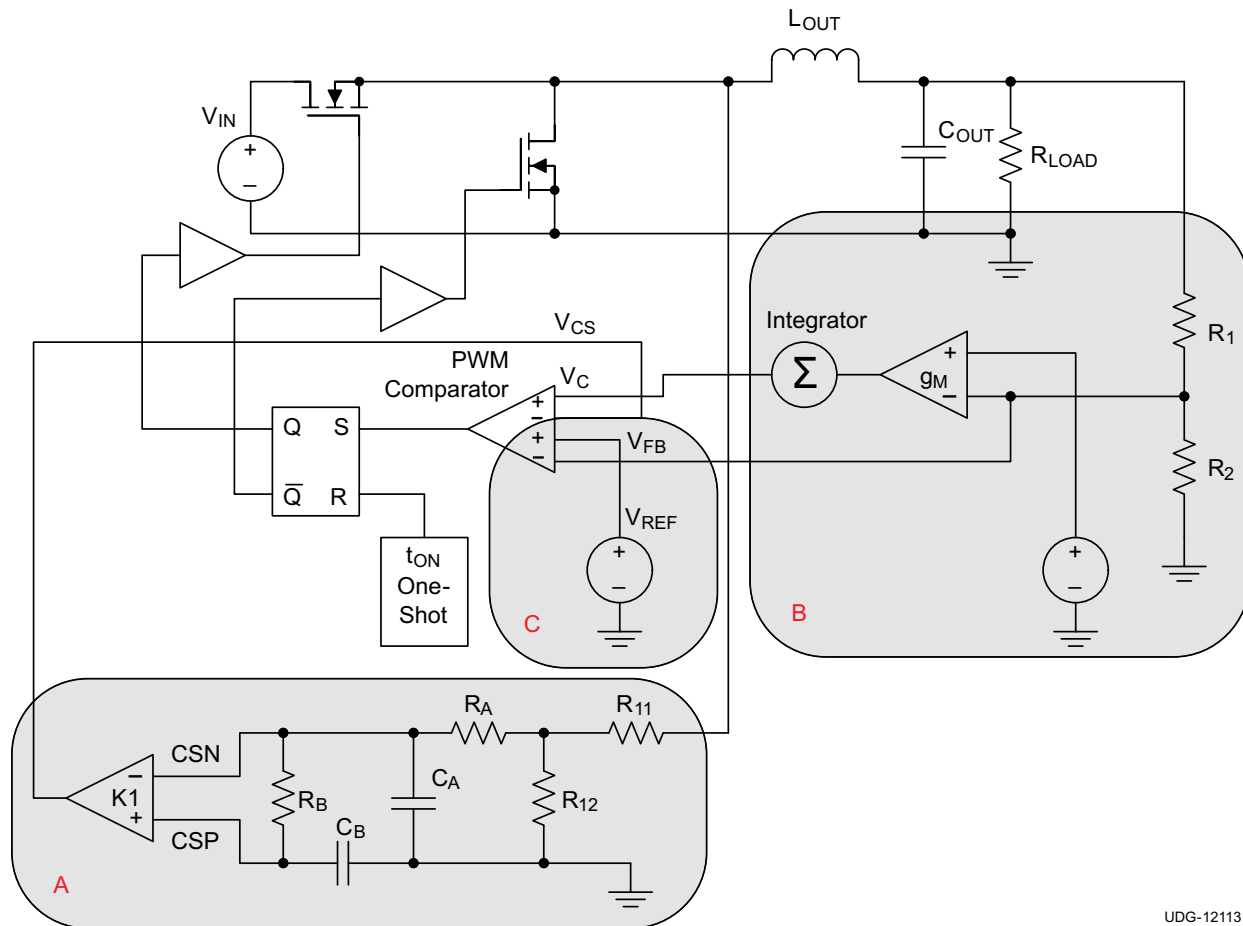 LOUT
VIN
+
−
COUT
RLOAD
VCS
Integrator
R1
PWM
Comparator
VC
Σ
gM
+
−
+
−
+
−
VFB
Q
S
Q̅
R
R2
VREF
tON
One-
Shot
+
−
+
−
C
B
RA
R11
CSN
−
K1
+
CSP
RB
CA
R12
CB
A
UDG-12113